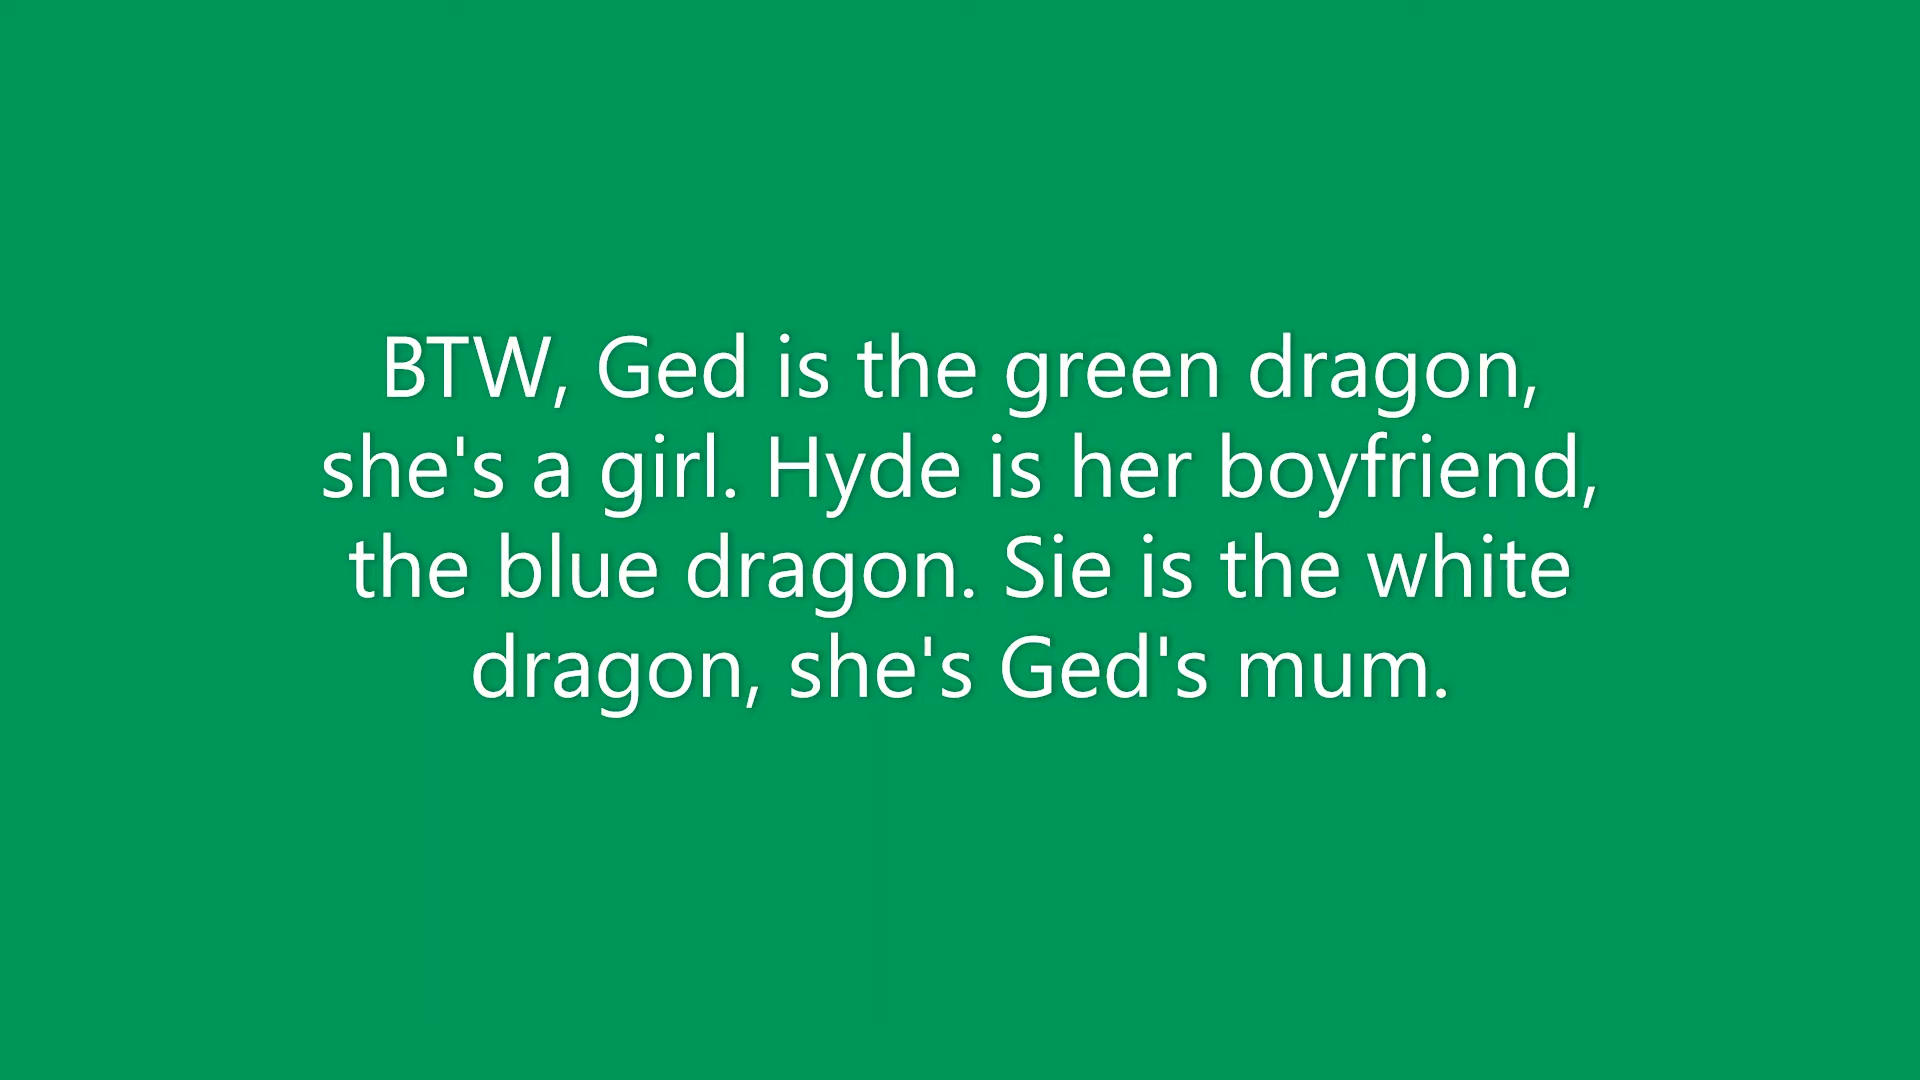 BTW, Ged is the green dragon,
she's a girl. Hyde is her boyfriend,
the blue dragon. Sie is the white
dragon, she's Ged's mum.